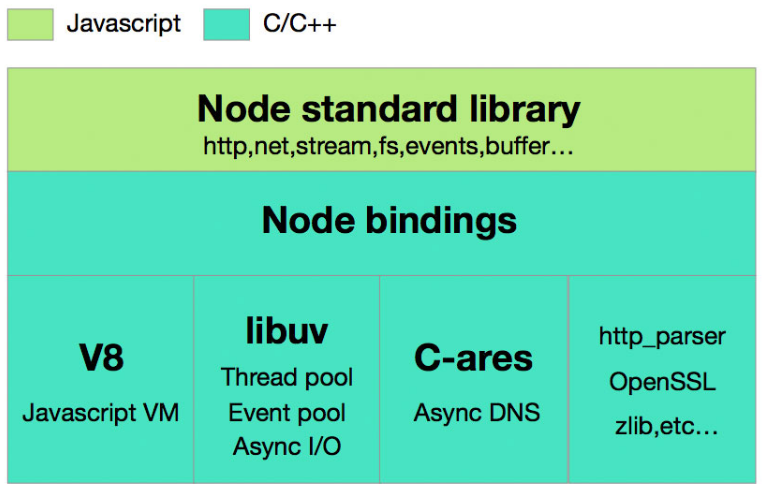 Javascript
C/C++
Node standard library
http,net,stream,fs,events,buffer...
Node bindings
V8
Javascript VM
libuv
Thread pool
Event pool
Async I/O
C-ares
Async DNS
http_parser
OpenSSL
zlib,etc...